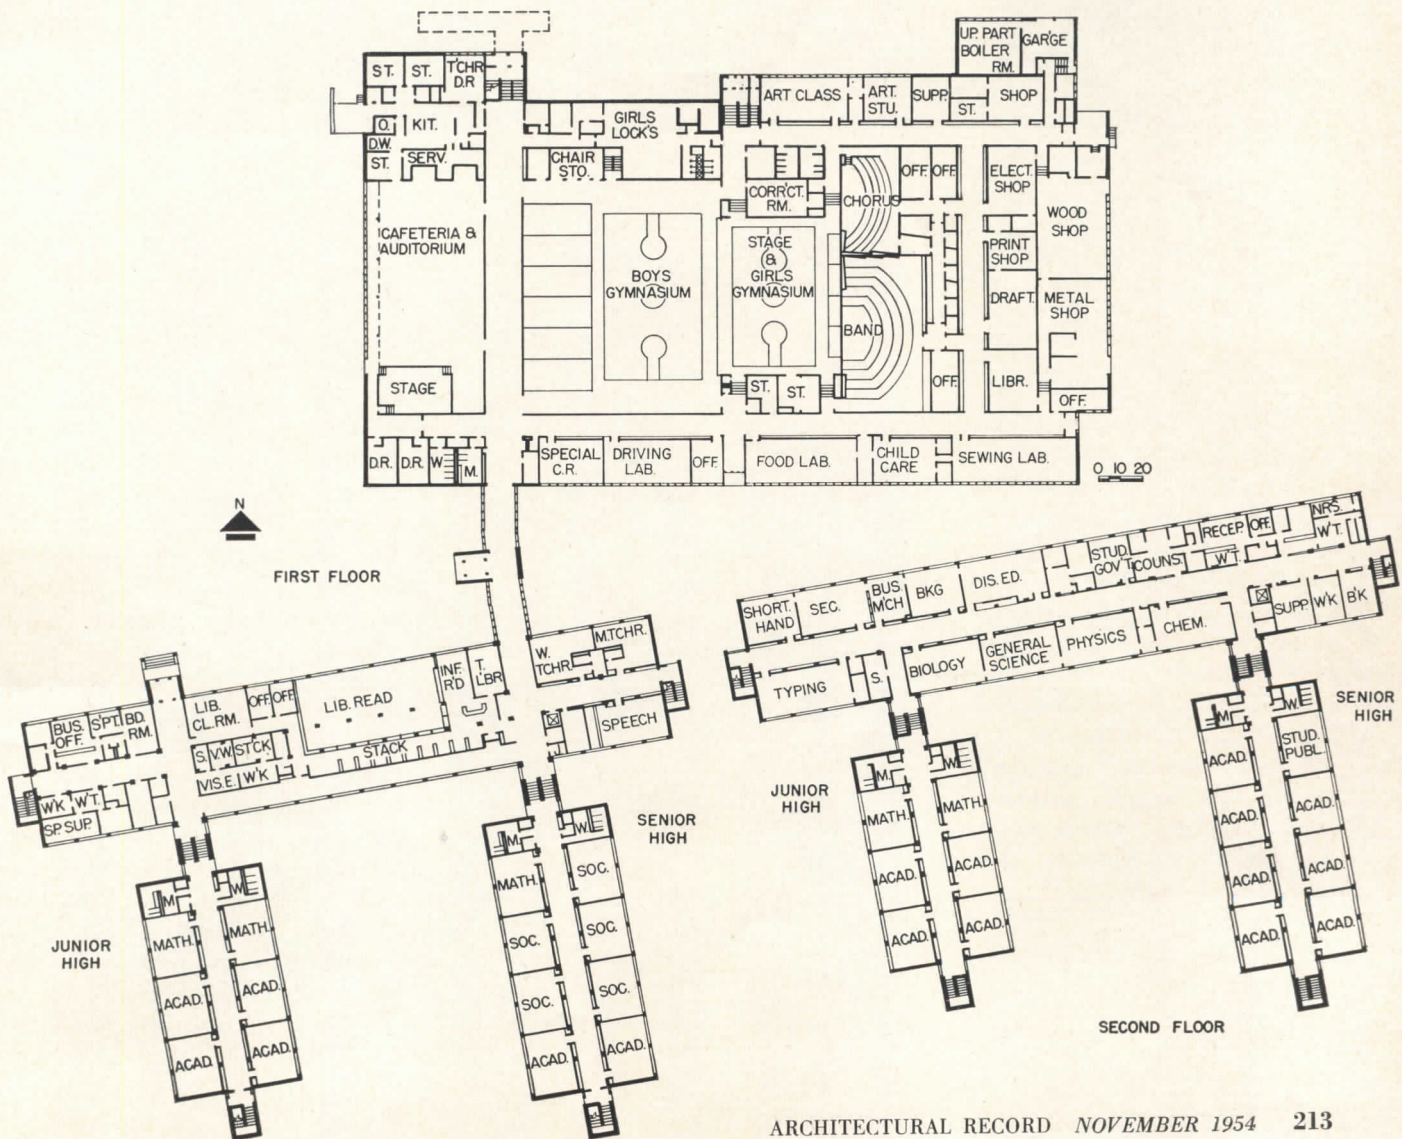 UP. PART
BOILER
RM.
GAR'GE
ST.
ST.
T'CHR
D.R
ART CLASS
ART.
STU.
SUPP.
ST.
SHOP
O.
KIT.
D.W.
ST.
SERV.
GIRLS
LOCK'S
CHAIR
STO.
CORR'CT.
RM.
CHORUS
OFF.
OFF.
ELECT.
SHOP
WOOD
SHOP
CAFETERIA &
AUDITORIUM
BOYS
GYMNASIUM
STAGE
&
GIRLS
GYMNASIUM
PRINT
SHOP
DRAFT.
METAL
SHOP
BAND
STAGE
ST.
ST.
OFF.
LIBR.
OFF.
D.R.
D.R.
W.
M.
SPECIAL
C.R.
DRIVING
LAB.
OFF.
FOOD LAB.
CHILD
CARE
SEWING LAB.
0 10 20
N
FIRST FLOOR
BUS.
OFF.
S'PT.
BD.
RM.
LIB.
CL.RM.
OFF.
OFF.
LIB. READ
INF.
R'D
T.
LBR
W.
TCHR.
M.TCHR.
SPEECH
S.
V.W.
ST'CK
STACK
VIS.E.
W'K
W'K
W'T.
SP. SUP.
M.
W.
JUNIOR
HIGH
MATH.
MATH.
ACAD.
ACAD.
ACAD.
ACAD.
M.
W.
SENIOR
HIGH
MATH.
SOC.
SOC.
SOC.
SOC.
SOC.
ACAD.
ACAD.
SHORT.
HAND
SEC.
BUS.
M'CH
BKG
DIS. ED.
STUD.
GOV'T.
COUNS.
RECEP.
OFF.
W'T.
NRS.
W'T.
TYPING
S.
BIOLOGY
GENERAL
SCIENCE
PHYSICS
CHEM.
SUPP.
W'K
B'K
JUNIOR
HIGH
M.
W.
MATH.
MATH.
ACAD.
ACAD.
ACAD.
ACAD.
SENIOR
HIGH
M.
W.
ACAD.
STUD.
PUBL.
ACAD.
ACAD.
ACAD.
ACAD.
ACAD.
ACAD.
SECOND FLOOR
ARCHITECTURAL RECORD NOVEMBER 1954 213